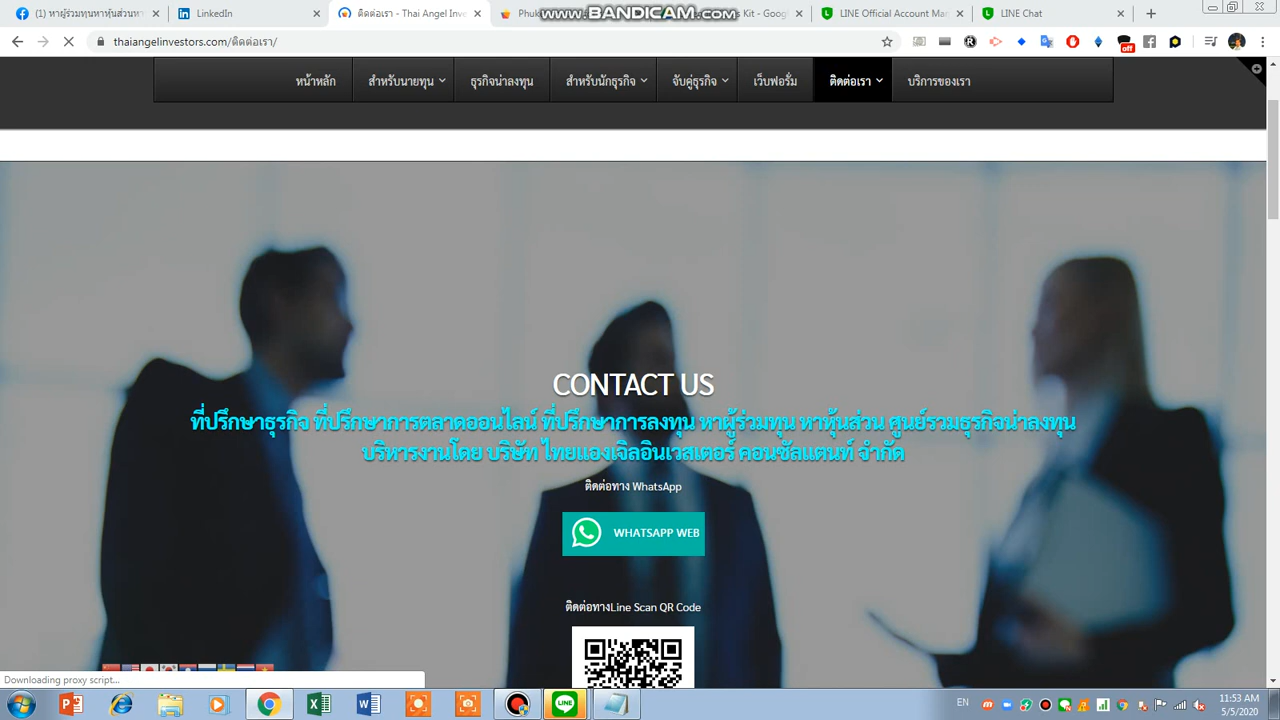 (1) หาผู้ร่วมทุนหาหุ้นส่วนหา
LinkedIn
ติดต่อเรา - Thai Angel Inve
Phuk
s Kit - Goog
LINE Official Account Man
LINE Chat
WWW.BANDICAM.COM
thaiangelinvestors.com/ติดต่อเรา/
off
หน้าหลัก
สำหรับนายทุน
ธุรกิจน่าลงทุน
สำหรับนักธุรกิจ
จับคู่ธุรกิจ
เว็บฟอรั่ม
ติดต่อเรา
บริการของเรา
CONTACT US
ที่ปรึกษาธุรกิจ ที่ปรึกษาการตลาดออนไลน์ ที่ปรึกษาการลงทุน หาผู้ร่วมทุน หาหุ้นส่วน ศูนย์รวมธุรกิจน่าลงทุน
บริหารงานโดย บริษัท ไทยแองเจิลอินเวสเตอร์ คอนซัลแตนท์ จำกัด
ติดต่อทาง WhatsApp
WHATSAPP WEB
ติดต่อทางLine Scan QR Code
Downloading proxy script...
EN
11:53 AM
5/5/2020